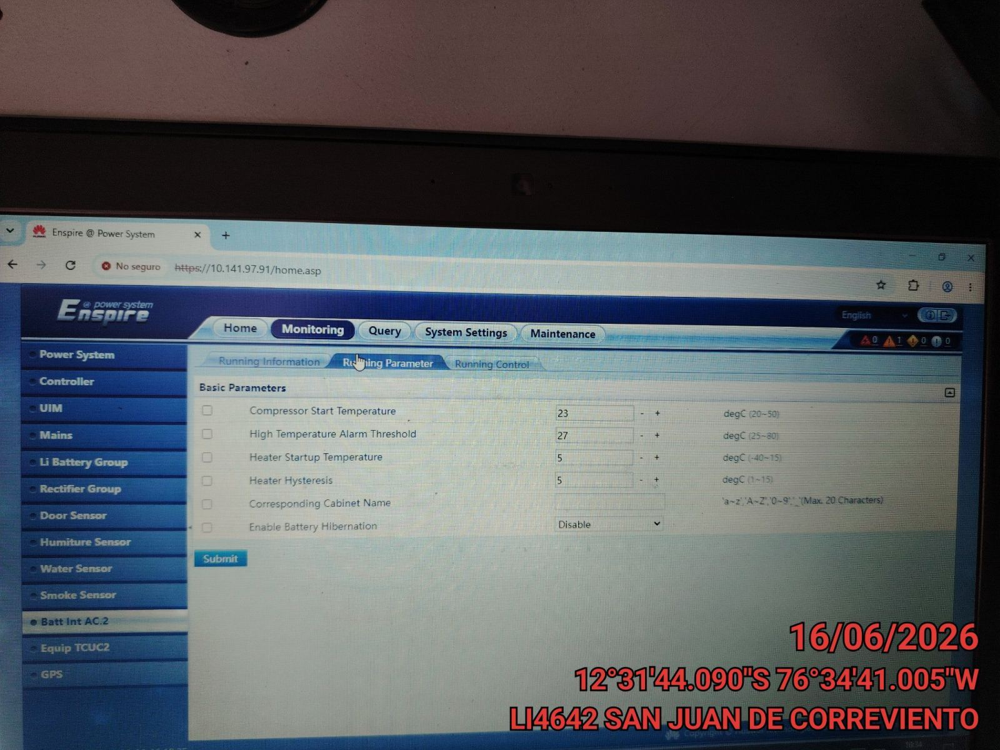 Enspire @ Power System
No seguro https://10.141.97.91/home.asp
Enspire @ power system
English
Home Monitoring Query System Settings Maintenance
0 1 0 0
Running Information Running Parameter Running Control
Power System
Controller
UIM
Mains
Li Battery Group
Rectifier Group
Door Sensor
Humiture Sensor
Water Sensor
Smoke Sensor
Batt Int AC.2
Equip TCUC2
GPS
Basic Parameters
Compressor Start Temperature 23 - + degC (20~50)
High Temperature Alarm Threshold 27 - + degC (25~80)
Heater Startup Temperature 5 - + degC (-40~15)
Heater Hysteresis 5 - + degC (1~15)
Corresponding Cabinet Name 'a~z','A~Z','0~9','_'(Max. 20 Characters)
Enable Battery Hibernation Disable
Submit
16/06/2026
12°31'44.090"S 76°34'41.005"W
LI4642 SAN JUAN DE CORREVIENTO
Copyright ©